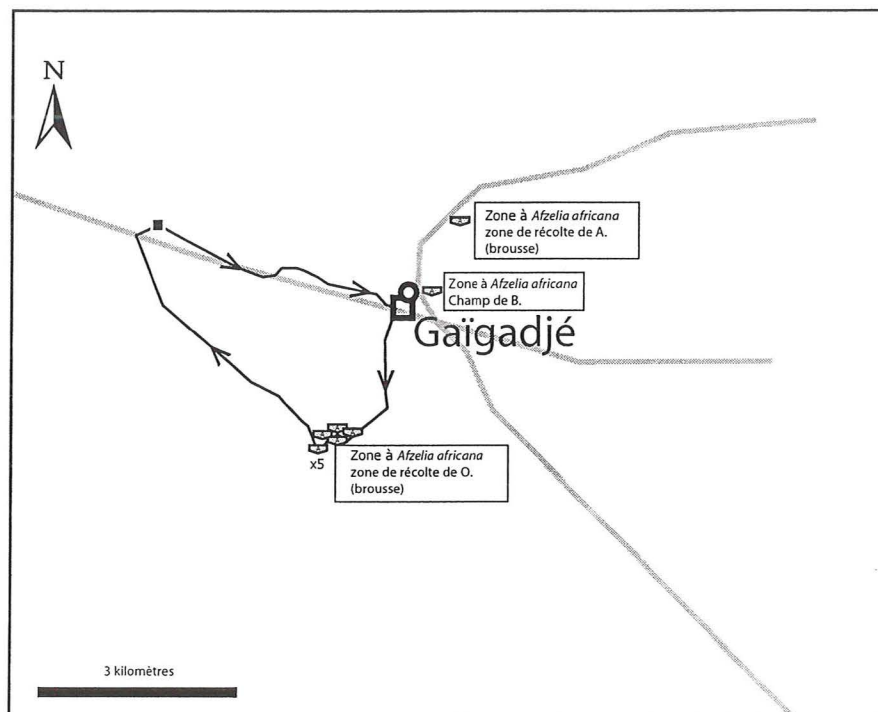 N
Zone à Afzelia africana
zone de récolte de A.
(brousse)
A
Zone à Afzelia africana
Champ de B.
A
Gaïgadjé
A
A
A
A
A
x5
Zone à Afzelia africana
zone de récolte de O.
(brousse)
3 kilomètres